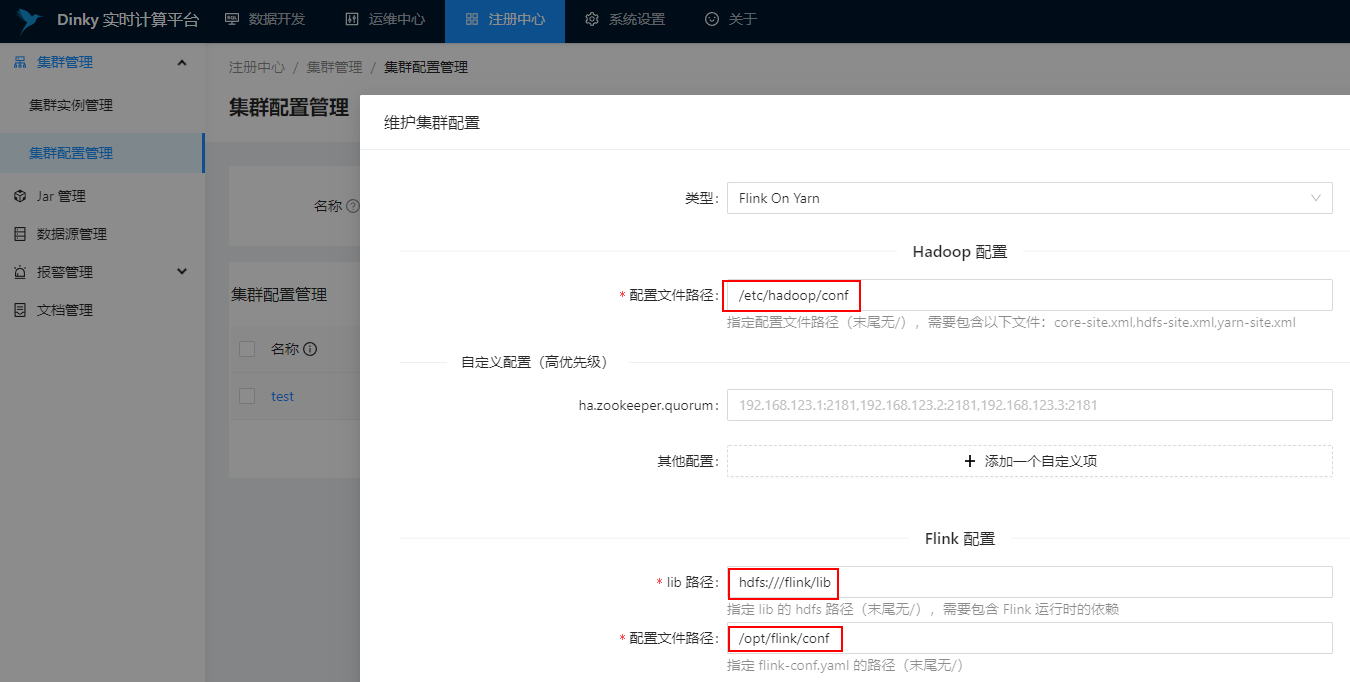 Dinky 实时计算平台 数据开发 运维中心 注册中心 系统设置 关于
集群管理
集群实例管理
集群配置管理
Jar 管理
数据源管理
报警管理
文档管理
注册中心 / 集群管理 / 集群配置管理
集群配置管理
名称
集群配置管理
名称
test
维护集群配置
类型: Flink On Yarn
Hadoop 配置
* 配置文件路径: /etc/hadoop/conf
指定配置文件路径（末尾无/），需要包含以下文件：core-site.xml,hdfs-site.xml,yarn-site.xml
自定义配置（高优先级）
ha.zookeeper.quorum: 192.168.123.1:2181,192.168.123.2:2181,192.168.123.3:2181
其他配置: + 添加一个自定义项
Flink 配置
* lib 路径: hdfs:///flink/lib
指定 lib 的 hdfs 路径（末尾无/），需要包含 Flink 运行时的依赖
* 配置文件路径: /opt/flink/conf
指定 flink-conf.yaml 的路径（末尾无/）